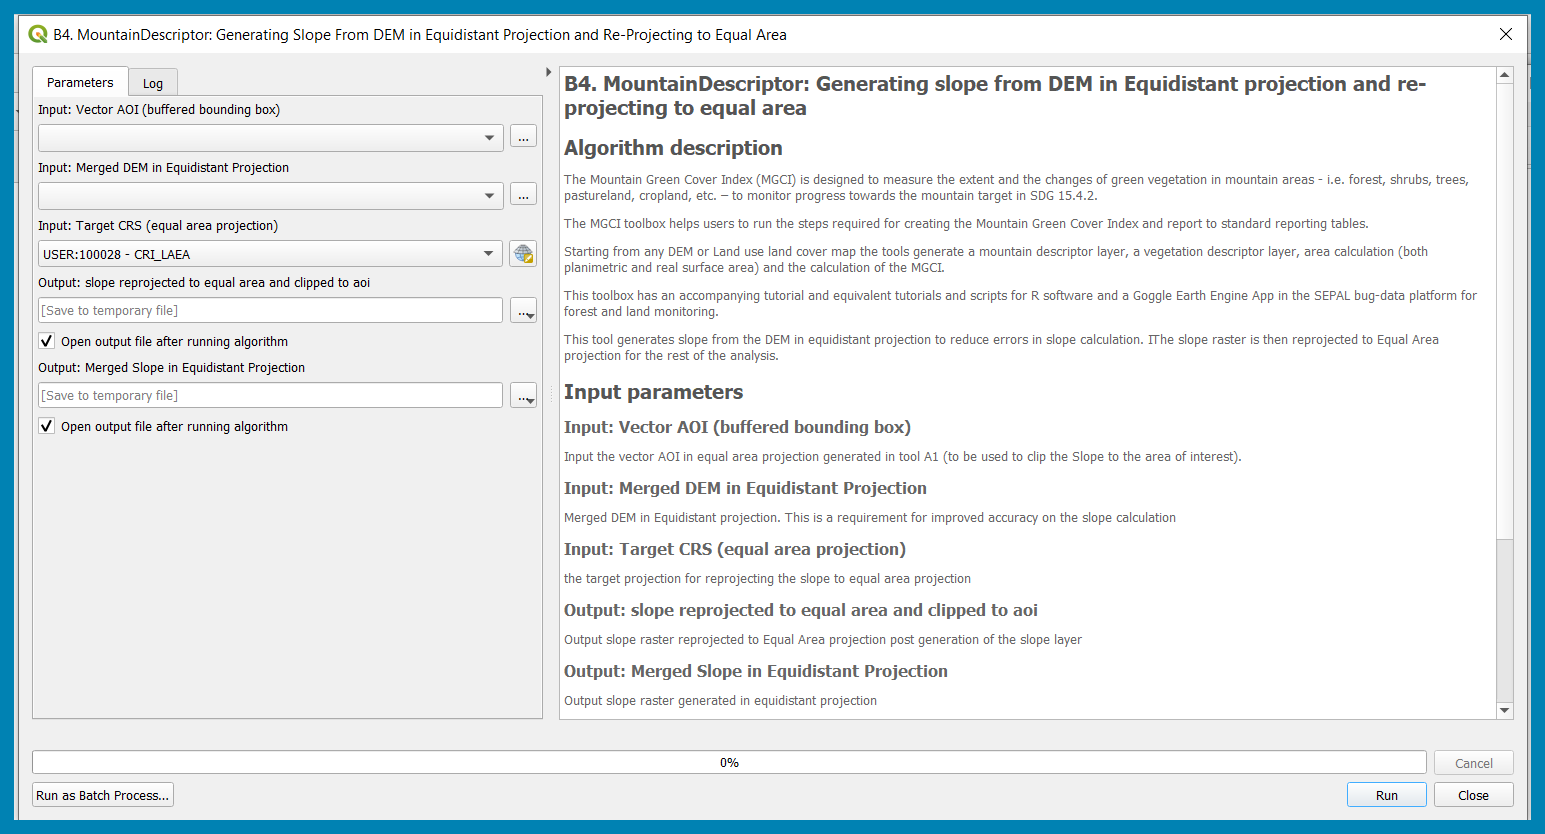 B4. MountainDescriptor: Generating Slope From DEM in Equidistant Projection and Re-Projecting to Equal Area
Parameters
Log
Input: Vector AOI (buffered bounding box)
...
Input: Merged DEM in Equidistant Projection
...
Input: Target CRS (equal area projection)
USER:100028 - CRI_LAEA
Output: slope reprojected to equal area and clipped to aoi
[Save to temporary file]
...
Open output file after running algorithm
Output: Merged Slope in Equidistant Projection
[Save to temporary file]
...
Open output file after running algorithm
B4. MountainDescriptor: Generating slope from DEM in Equidistant projection and re-
projecting to equal area
Algorithm description
The Mountain Green Cover Index (MGCI) is designed to measure the extent and the changes of green vegetation in mountain areas - i.e. forest, shrubs, trees,
pastureland, cropland, etc. – to monitor progress towards the mountain target in SDG 15.4.2.
The MGCI toolbox helps users to run the steps required for creating the Mountain Green Cover Index and report to standard reporting tables.
Starting from any DEM or Land use land cover map the tools generate a mountain descriptor layer, a vegetation descriptor layer, area calculation (both
planimetric and real surface area) and the calculation of the MGCI.
This toolbox has an accompanying tutorial and equivalent tutorials and scripts for R software and a Goggle Earth Engine App in the SEPAL bug-data platform for
forest and land monitoring.
This tool generates slope from the DEM in equidistant projection to reduce errors in slope calculation. IThe slope raster is then reprojected to Equal Area
projection for the rest of the analysis.
Input parameters
Input: Vector AOI (buffered bounding box)
Input the vector AOI in equal area projection generated in tool A1 (to be used to clip the Slope to the area of interest).
Input: Merged DEM in Equidistant Projection
Merged DEM in Equidistant projection. This is a requirement for improved accuracy on the slope calculation
Input: Target CRS (equal area projection)
the target projection for reprojecting the slope to equal area projection
Output: slope reprojected to equal area and clipped to aoi
Output slope raster reprojected to Equal Area projection post generation of the slope layer
Output: Merged Slope in Equidistant Projection
Output slope raster generated in equidistant projection
0%
Cancel
Run as Batch Process...
Run
Close